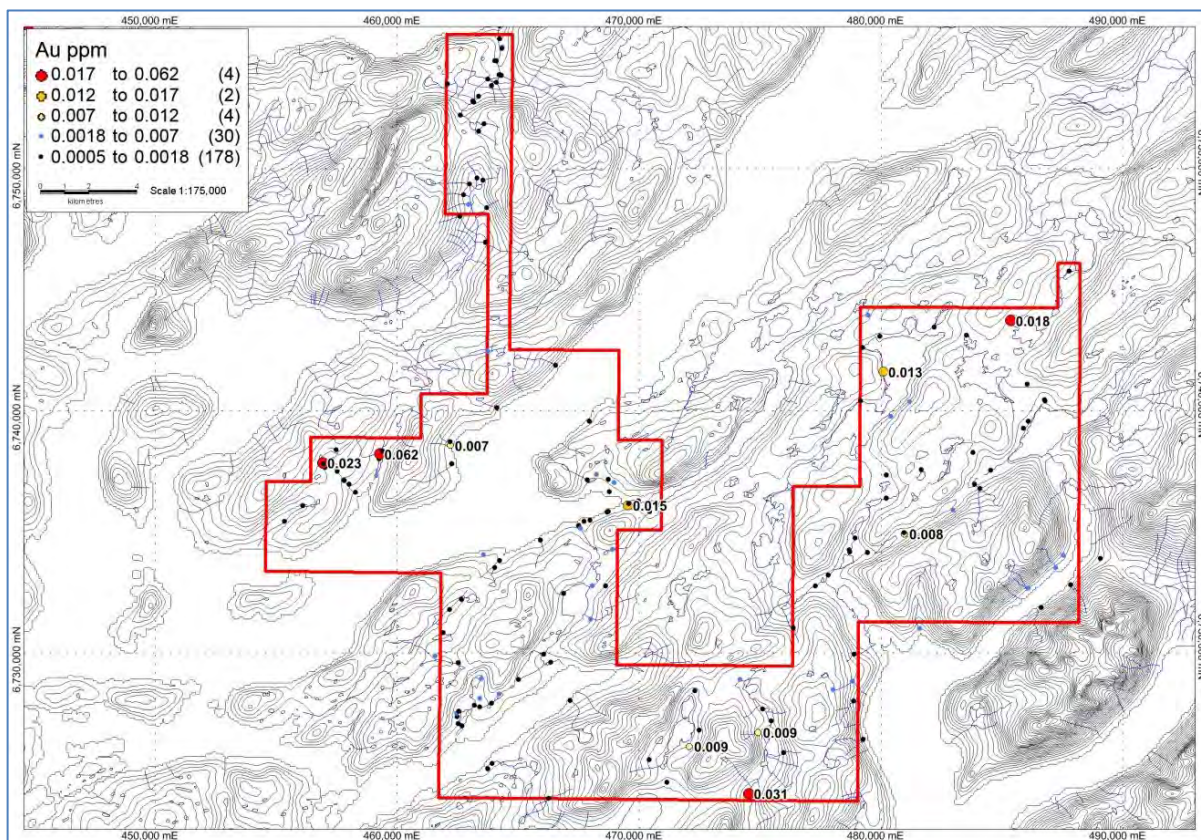 450,000 mE 460,000 mE 470,000 mE 480,000 mE 490,000 mE
Au ppm
0.017 to 0.062 (4)
0.012 to 0.017 (2)
0.007 to 0.012 (4)
0.0018 to 0.007 (30)
0.0005 to 0.0018 (178)
0 2 4
kilometres
Scale 1:175,000
6,750,000 mN
0.018
0.013
6,740,000 mN
0.007
0.062
0.023
0.015
0.008
6,730,000 mN
0.009
0.009
0.031
450,000 mE 460,000 mE 470,000 mE 480,000 mE 490,000 mE